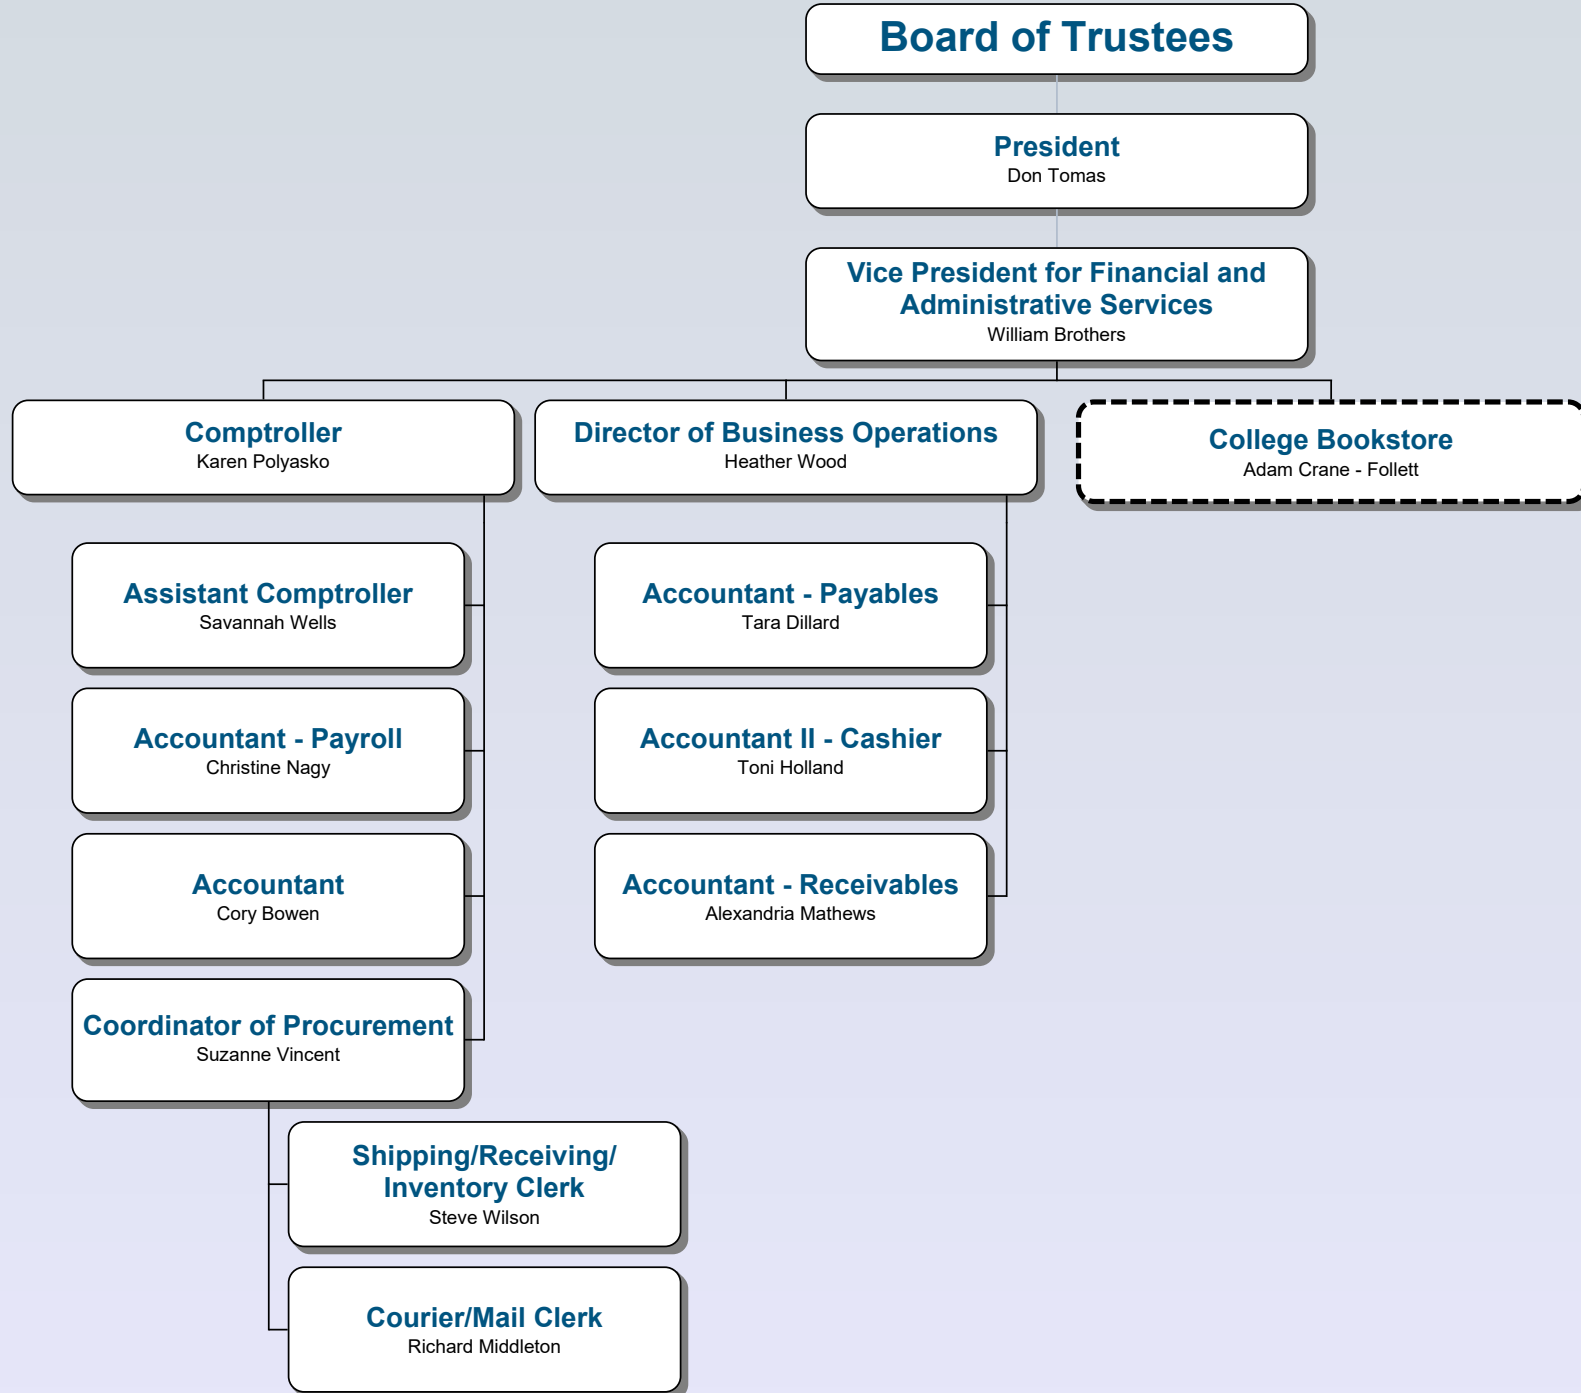 Board of Trustees
President
Don Tomas
Vice President for Financial and
Administrative Services
William Brothers
Comptroller
Karen Polyasko
Director of Business Operations
Heather Wood
College Bookstore
Adam Crane - Follett
Assistant Comptroller
Savannah Wells
Accountant - Payables
Tara Dillard
Accountant - Payroll
Christine Nagy
Accountant II - Cashier
Toni Holland
Accountant
Cory Bowen
Accountant - Receivables
Alexandria Mathews
Coordinator of Procurement
Suzanne Vincent
Shipping/Receiving/
Inventory Clerk
Steve Wilson
Courier/Mail Clerk
Richard Middleton